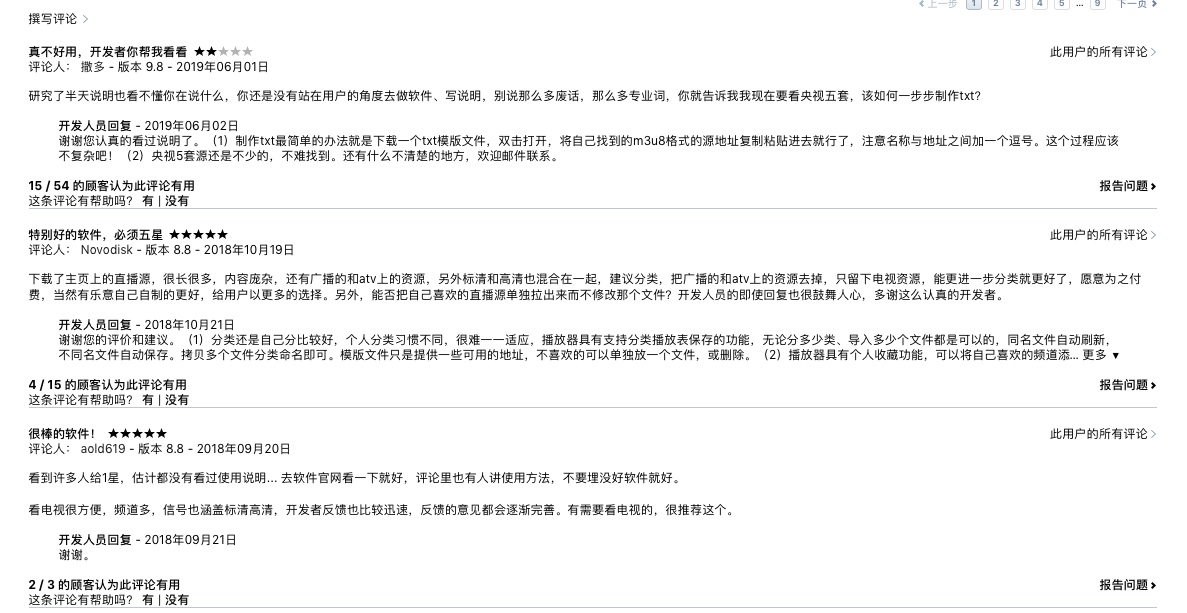 上一步 1 2 3 4 5 ... 9 下一页
撰写评论
真不好用，开发者你帮我看看 ★★★★★ 此用户的所有评论
评论人： 撒多 - 版本 9.8 - 2019年06月01日
研究了半天说明也看不懂你在说什么，你还是没有站在用户的角度去做软件、写说明，别说那么多废话，那么多专业词，你就告诉我我现在要看央视五套，该如何一步步制作txt?
开发人员回复 - 2019年06月02日
谢谢您认真的看过说明了。（1）制作txt最简单的办法就是下载一个txt模版文件，双击打开，将自己找到的m3u8格式的源地址复制粘贴进去就行了，注意名称与地址之间加一个逗号。这个过程应该
不复杂吧！（2）央视5套源还是不少的，不难找到。还有什么不清楚的地方，欢迎邮件联系。
15 / 54 的顾客认为此评论有用 报告问题
这条评论有帮助吗？ 有 | 没有
特别好的软件，必须五星 ★★★★★ 此用户的所有评论
评论人： Novodisk - 版本 8.8 - 2018年10月19日
下载了主页上的直播源，很长很多，内容庞杂，还有广播的和atv上的资源，另外标清和高清也混合在一起，建议分类，把广播的和atv上的资源去掉，只留下电视资源，能更进一步分类就更好了，愿意为之付
费，当然有乐意自己自制的更好，给用户以更多的选择。另外，能否把自己喜欢的直播源单独拉出来而不修改那个文件？开发人员的即使回复也很鼓舞人心，多谢这么认真的开发者。
开发人员回复 - 2018年10月21日
谢谢您的评价和建议。（1）分类还是自己分比较好，个人分类习惯不同，很难一一适应，播放器具有支持分类播放表保存的功能，无论分多少类、导入多少个文件都是可以的，同名文件自动刷新，
不同名文件自动保存。拷贝多个文件分类命名即可。模版文件只是提供一些可用的地址，不喜欢的可以单独放一个文件，或删除。（2）播放器具有个人收藏功能，可以将自己喜欢的频道添... 更多 ▼
4 / 15 的顾客认为此评论有用 报告问题
这条评论有帮助吗？ 有 | 没有
很棒的软件！ ★★★★★ 此用户的所有评论
评论人： aold619 - 版本 8.8 - 2018年09月20日
看到许多人给1星，估计都没有看过使用说明... 去软件官网看一下就好，评论里也有人讲使用方法，不要埋没好软件就好。
看电视很方便，频道多，信号也涵盖标清高清，开发者反馈也比较迅速，反馈的意见都会逐渐完善。有需要看电视的，很推荐这个。
开发人员回复 - 2018年09月21日
谢谢。
2 / 3 的顾客认为此评论有用 报告问题
这条评论有帮助吗？ 有 | 没有